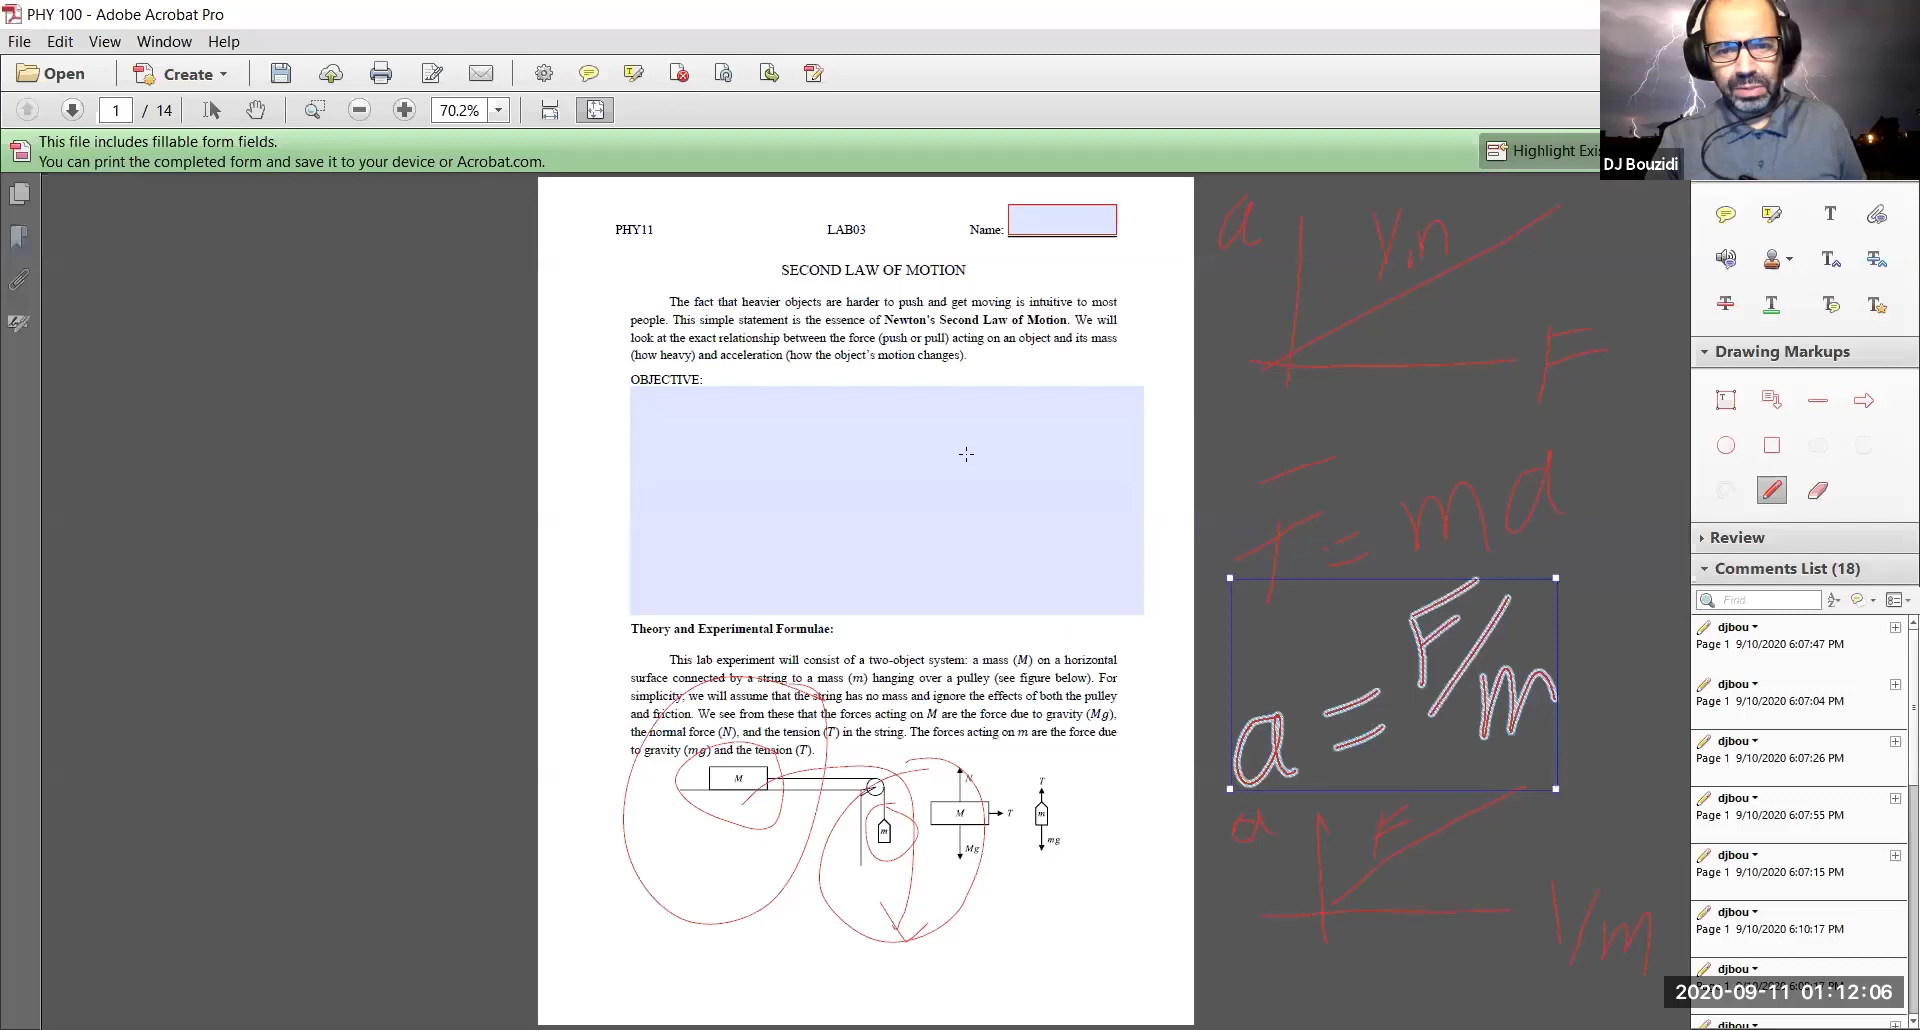 PHY 100 - Adobe Acrobat Pro
File Edit View Window Help
Open Create
1 / 14 70.2%
This file includes fillable form fields.
You can print the completed form and save it to your device or Acrobat.com.
Highlight Exi
DJ Bouzidi
PHY11 LAB03 Name:
SECOND LAW OF MOTION
The fact that heavier objects are harder to push and get moving is intuitive to most
people. This simple statement is the essence of Newton's Second Law of Motion. We will
look at the exact relationship between the force (push or pull) acting on an object and its mass
(how heavy) and acceleration (how the object's motion changes).
OBJECTIVE:
Theory and Experimental Formulae:
This lab experiment will consist of a two-object system: a mass (M) on a horizontal
surface connected by a string to a mass (m) hanging over a pulley (see figure below). For
simplicity, we will assume that the string has no mass and ignore the effects of both the pulley
and friction. We see from these that the forces acting on M are the force due to gravity (Mg),
the normal force (N), and the tension (T) in the string. The forces acting on m are the force due
to gravity (mg) and the tension (T).
M
m
N
M T
Mg
T
m
mg
a
F
= ma
a = F/m
a F
1/m
Drawing Markups
Review
Comments List (18)
Find
djbou
Page 1 9/10/2020 6:07:47 PM
djbou
Page 1 9/10/2020 6:07:04 PM
djbou
Page 1 9/10/2020 6:07:26 PM
djbou
Page 1 9/10/2020 6:07:55 PM
djbou
Page 1 9/10/2020 6:07:15 PM
djbou
Page 1 9/10/2020 6:10:17 PM
djbou
2020-09-11 01:12:06
djbou